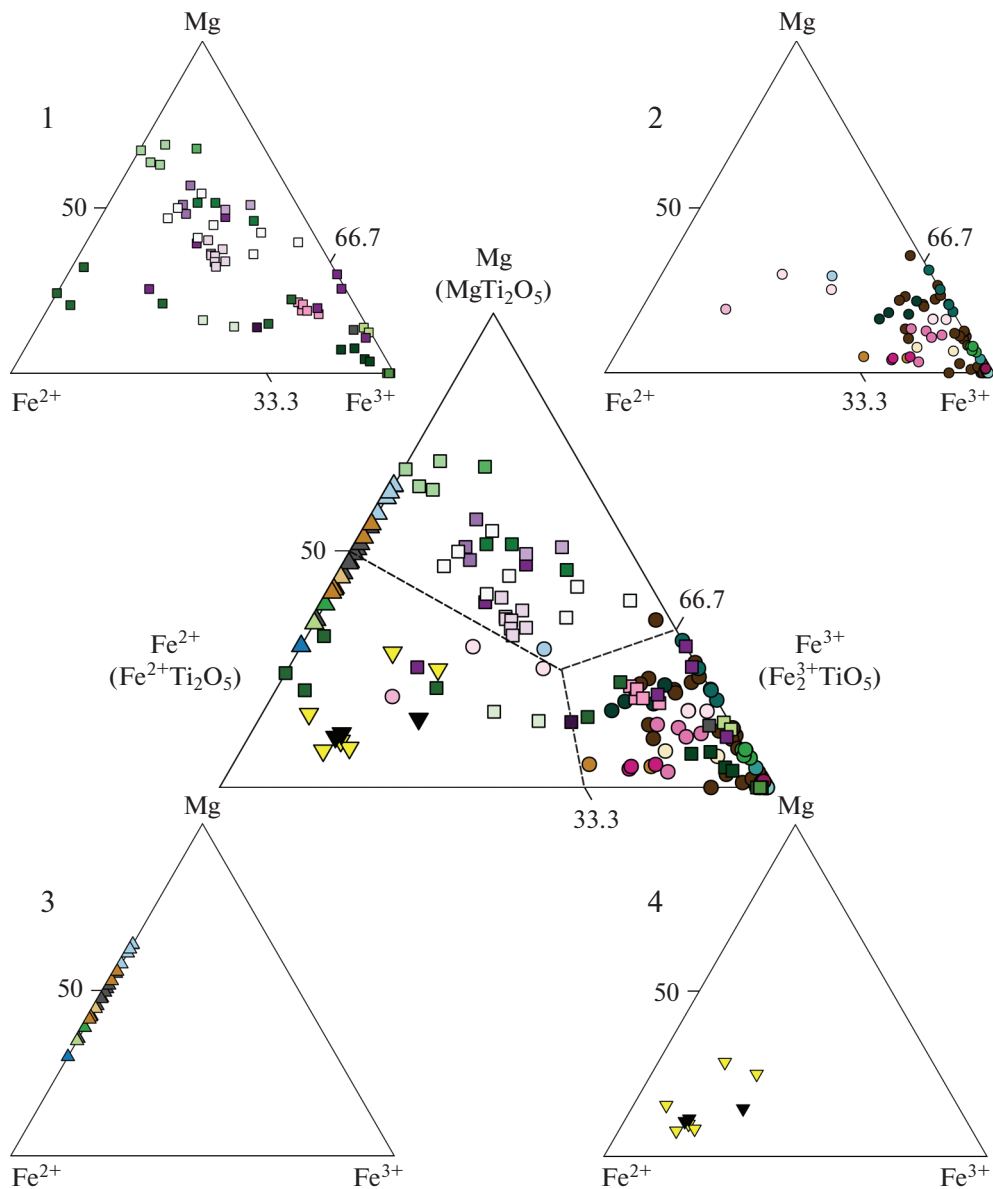 Mg
1
50
66.7
Fe²⁺
33.3
Fe³⁺
Mg
2
50
66.7
Fe²⁺
33.3
Fe³⁺
Mg
(MgTi₂O₅)
50
66.7
Fe²⁺
(Fe²⁺Ti₂O₅)
Fe³⁺
(Fe₂³⁺TiO₅)
33.3
Mg
3
50
Fe²⁺
Fe³⁺
Mg
4
50
Fe²⁺
Fe³⁺